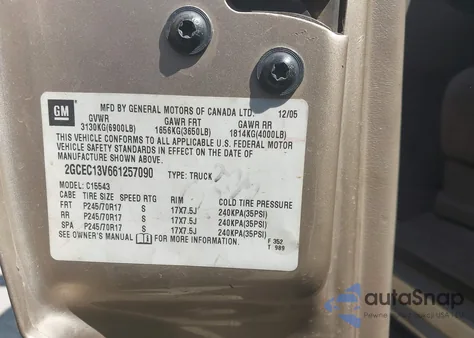 GM
MFD BY GENERAL MOTORS OF CANADA LTD. 12/05
GVWR GAWR FRT GAWR RR
3130KG(6900LB) 1656KG(3650LB) 1814KG(4000LB)
THIS VEHICLE CONFORMS TO ALL APPLICABLE U.S. FEDERAL MOTOR
VEHICLE SAFETY STANDARDS IN EFFECT ON THE DATE OF
MANUFACTURE SHOWN ABOVE.
2GCEC13V661257090 TYPE: TRUCK
MODEL: C15543
TIRE SIZE SPEED RTG RIM COLD TIRE PRESSURE
FRT P245/70R17 S 17X7.5J 240KPA(35PSI)
RR P245/70R17 S 17X7.5J 240KPA(35PSI)
SPA P245/70R17 S 17X7.5J 240KPA(35PSI)
SEE OWNER'S MANUAL FOR MORE INFORMATION. F 352
T 989
autoSnap